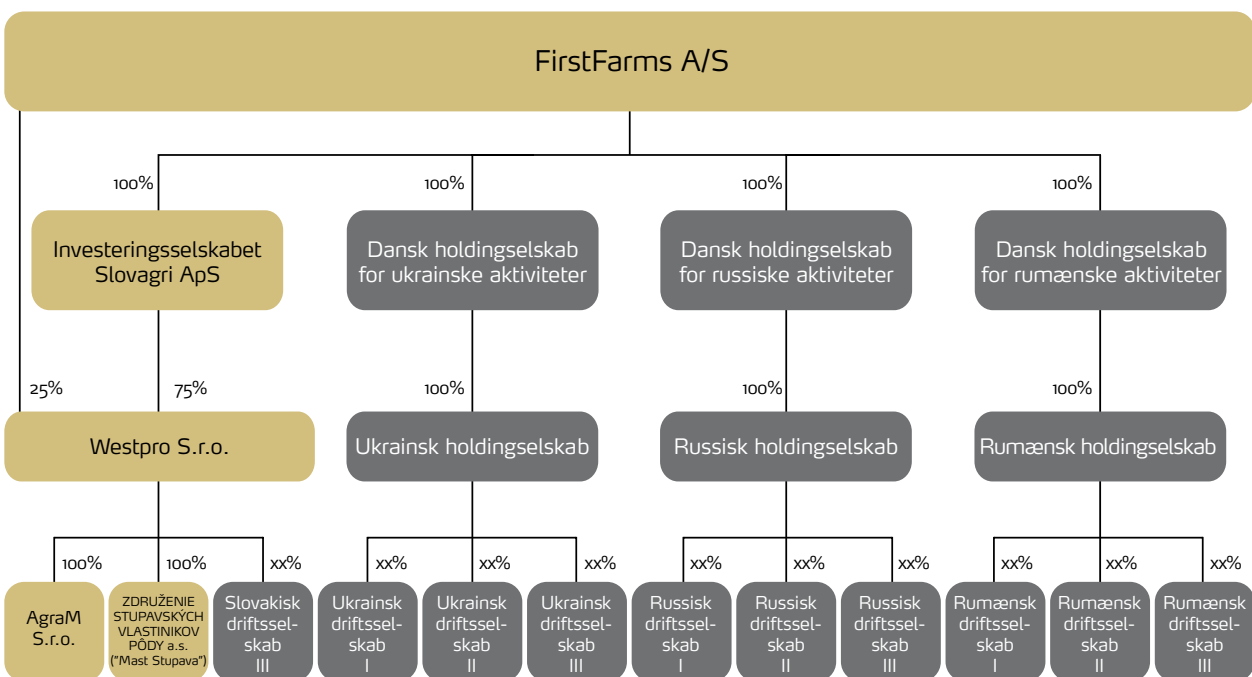 FirstFarms A/S
100%
100%
100%
100%
Investeringsselskabet
Slovagri ApS
Dansk holdingselskab
for ukrainske aktiviteter
Dansk holdingselskab
for russiske aktiviteter
Dansk holdingselskab
for rumænske aktiviteter
25%
75%
100%
100%
100%
Westpro S.r.o.
Ukrainsk holdingselskab
Russisk holdingselskab
Rumænsk holdingselskab
100%
100%
xx%
xx%
xx%
xx%
xx%
xx%
xx%
xx%
xx%
xx%
AgraM
S.r.o.
ZDRUŽENIE
STUPAVSKÝCH
VLASTINIKOV
PÔDY a.s.
("Mast Stupava")
Slovakisk
driftssel-
skab
III
Ukrainsk
driftssel-
skab
I
Ukrainsk
driftssel-
skab
II
Ukrainsk
driftssel-
skab
III
Russisk
driftssel-
skab
I
Russisk
driftssel-
skab
II
Russisk
driftssel-
skab
III
Rumænsk
driftssel-
skab
I
Rumænsk
driftssel-
skab
II
Rumænsk
driftssel-
skab
III